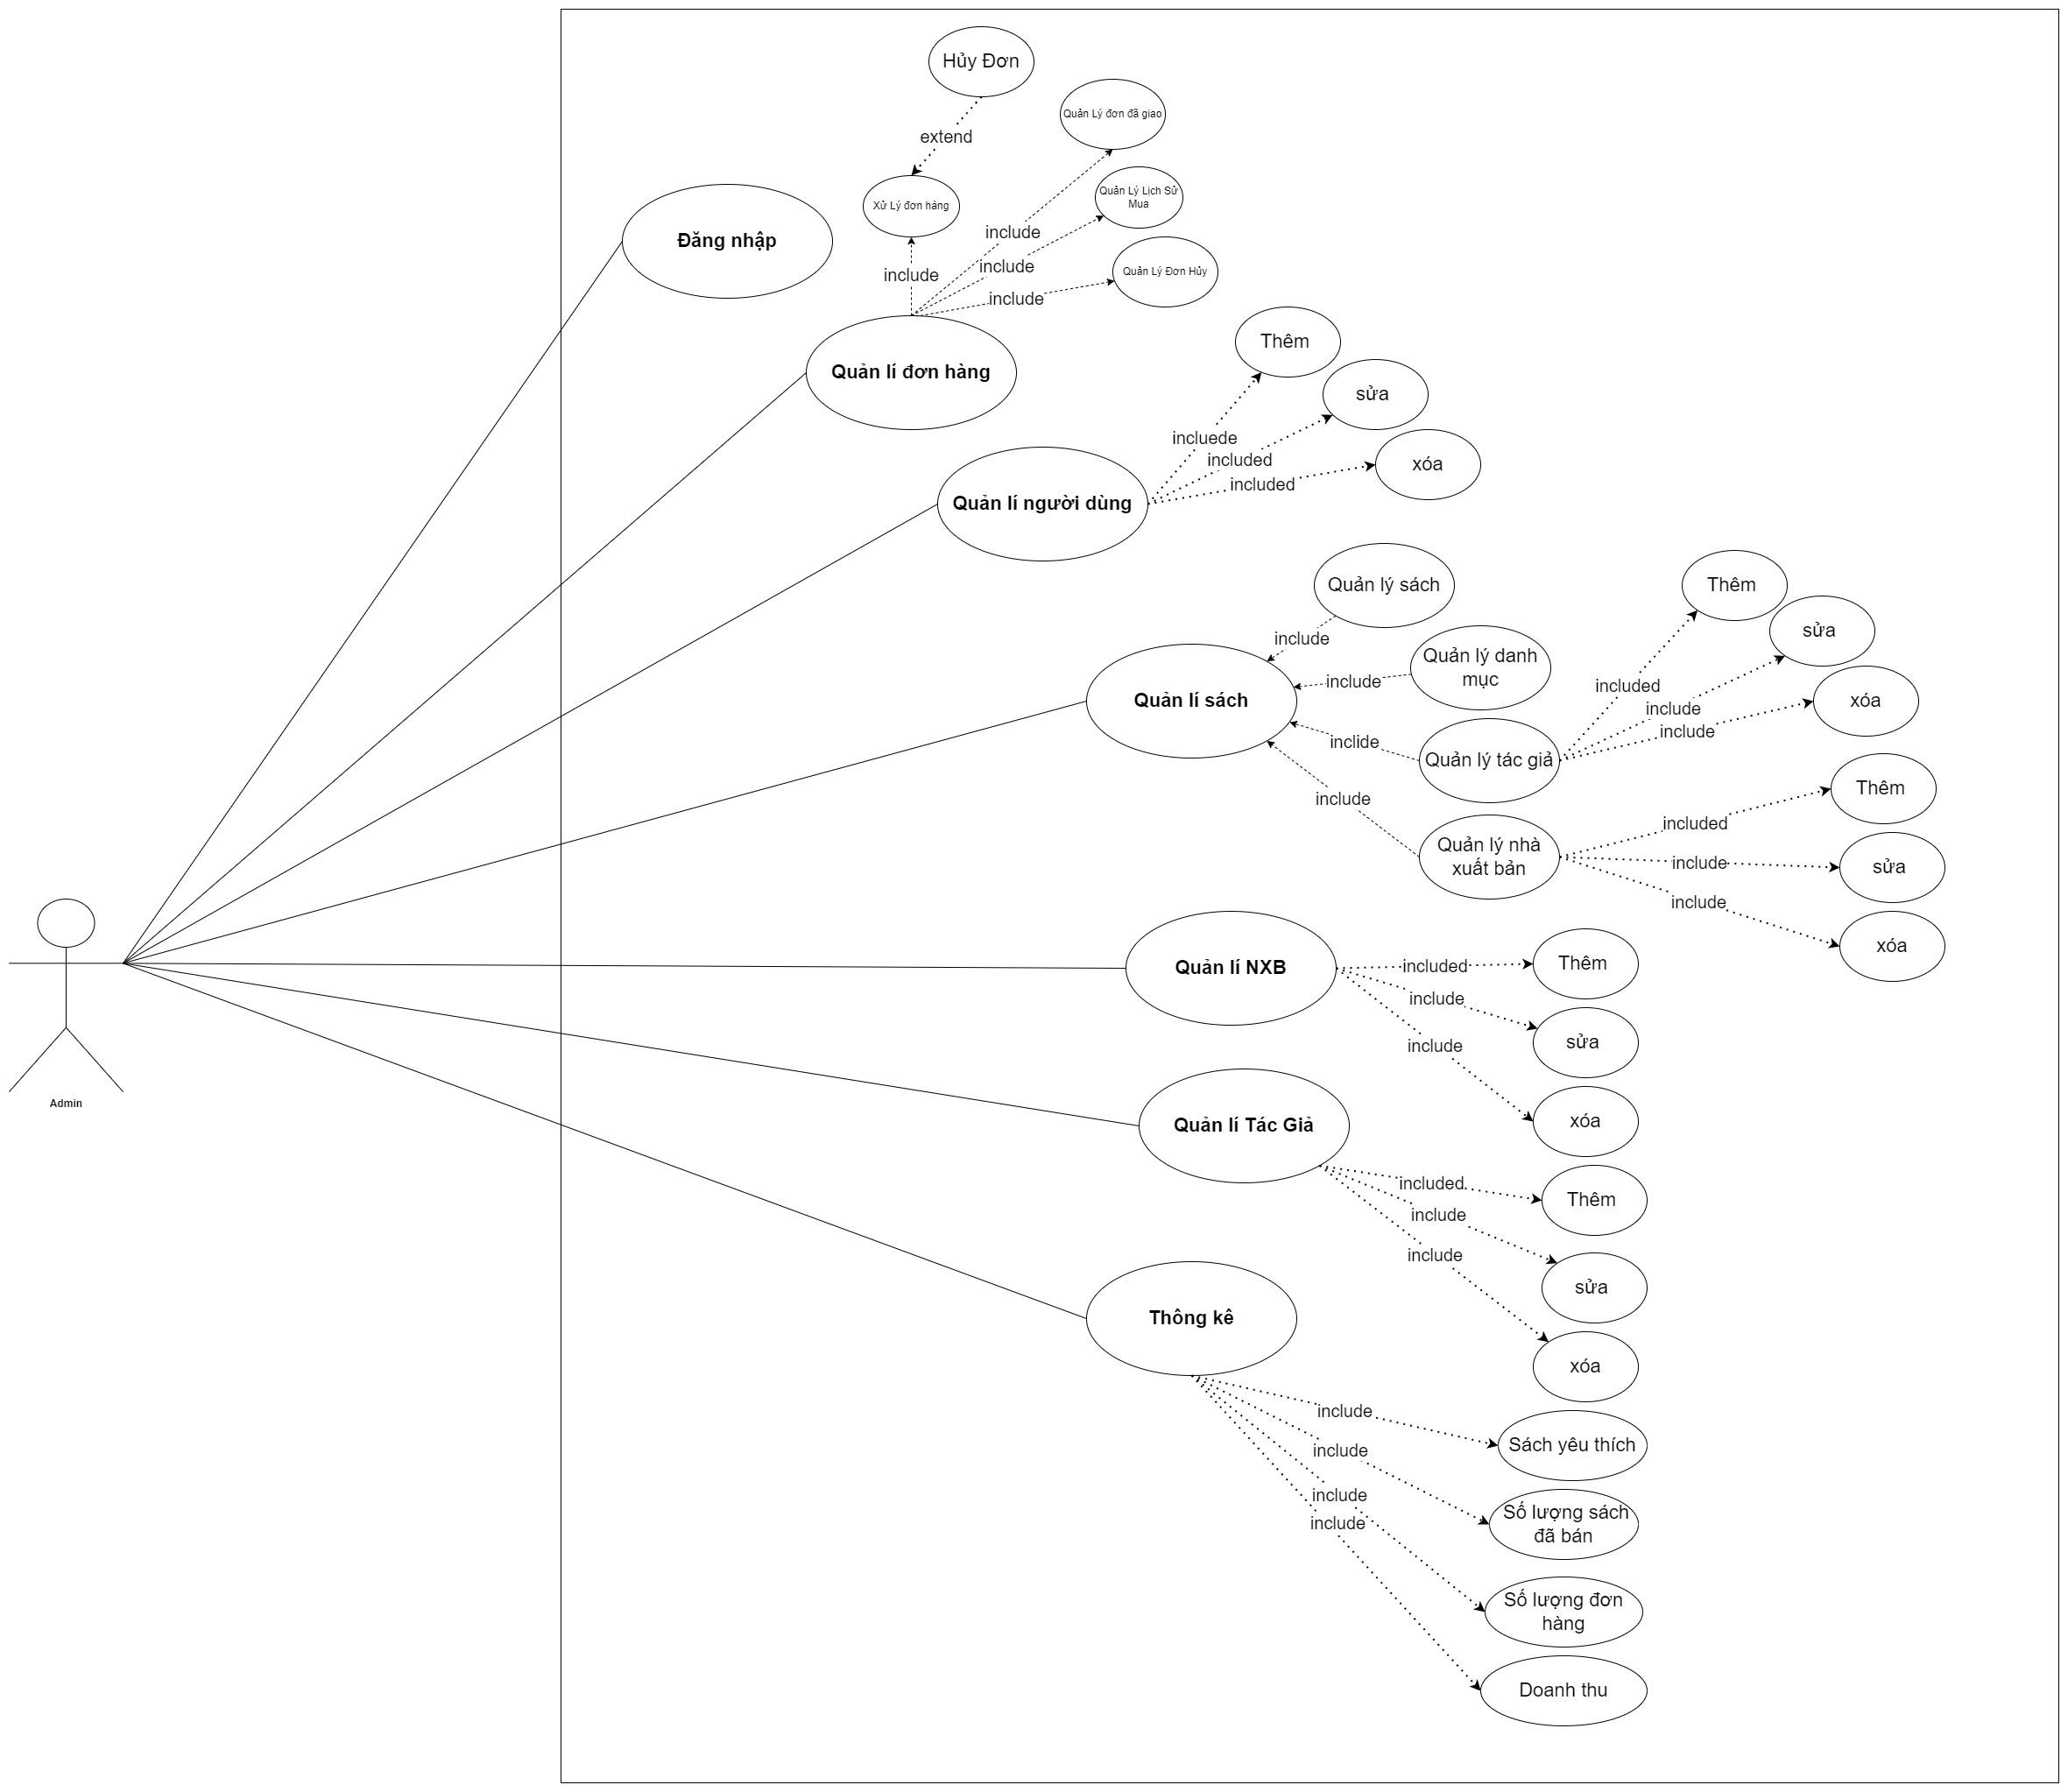 Hủy Đơn
Quản Lý đơn đã giao
extend
Quản Lý Lịch Sử
Mua
Xử Lý đơn hàng
include
Đăng nhập
include
include
Quản Lý Đơn Hủy
include
Thêm
Quản lí đơn hàng
sửa
incluede
included
xóa
included
Quản lí người dùng
Quản lý sách
Thêm
include
sửa
Quản lý danh
mục
include
included
Quản lí sách
include
xóa
include
inclide
Quản lý tác giả
Thêm
include
included
Quản lý nhà
xuất bản
include
sửa
include
xóa
Quản lí NXB
included
Thêm
include
sửa
include
Admin
xóa
Quản lí Tác Giả
included
Thêm
include
include
sửa
Thông kê
xóa
include
Sách yêu thích
include
include
Số lượng sách
đã bán
include
Số lượng đơn
hàng
Doanh thu